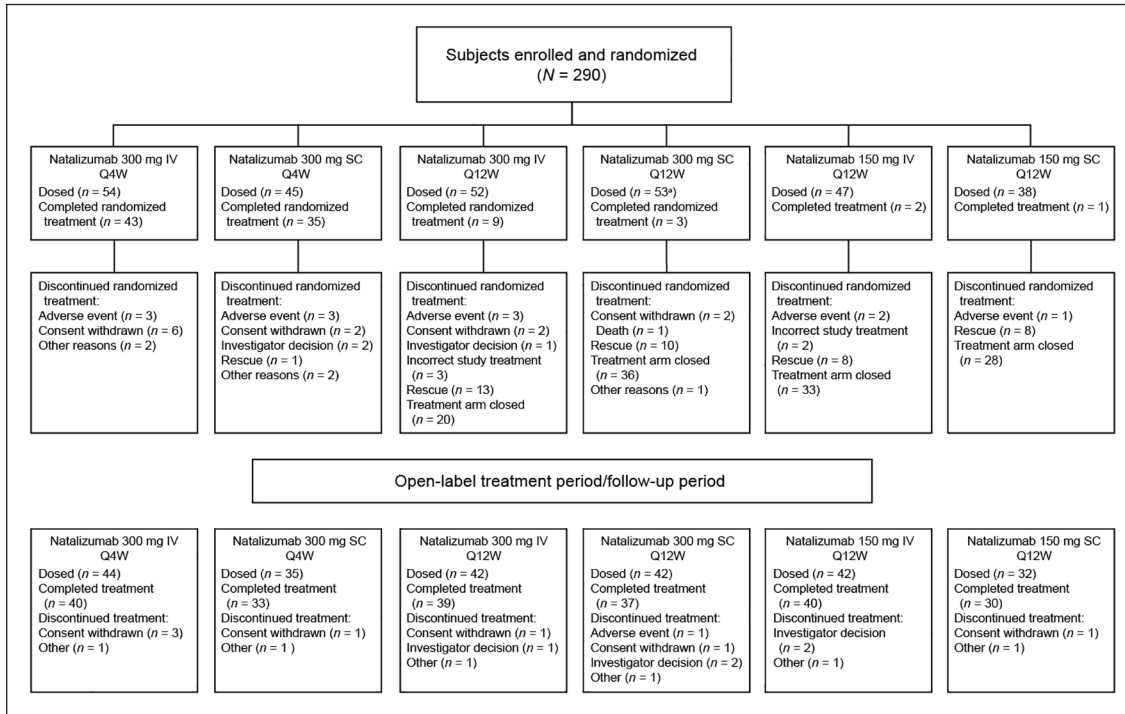 Subjects enrolled and randomized
(N = 290)
Natalizumab 300 mg IV
Q4W
Dosed (n = 54)
Completed randomized
treatment (n = 43)
Natalizumab 300 mg SC
Q4W
Dosed (n = 45)
Completed randomized
treatment (n = 35)
Natalizumab 300 mg IV
Q12W
Dosed (n = 52)
Completed randomized
treatment (n = 9)
Natalizumab 300 mg SC
Q12W
Dosed (n = 53ᵃ)
Completed randomized
treatment (n = 3)
Natalizumab 150 mg IV
Q12W
Dosed (n = 47)
Completed treatment (n = 2)
Natalizumab 150 mg SC
Q12W
Dosed (n = 38)
Completed treatment (n = 1)
Discontinued randomized
treatment:
Adverse event (n = 3)
Consent withdrawn (n = 6)
Other reasons (n = 2)
Discontinued randomized
treatment:
Adverse event (n = 3)
Consent withdrawn (n = 2)
Investigator decision (n = 2)
Rescue (n = 1)
Other reasons (n = 2)
Discontinued randomized
treatment:
Adverse event (n = 3)
Consent withdrawn (n = 2)
Investigator decision (n = 1)
Incorrect study treatment
(n = 3)
Rescue (n = 13)
Treatment arm closed
(n = 20)
Discontinued randomized
treatment:
Consent withdrawn (n = 2)
Death (n = 1)
Rescue (n = 10)
Treatment arm closed
(n = 36)
Other reasons (n = 1)
Discontinued randomized
treatment:
Adverse event (n = 2)
Incorrect study treatment
(n = 2)
Rescue (n = 8)
Treatment arm closed
(n = 33)
Discontinued randomized
treatment:
Adverse event (n = 1)
Rescue (n = 8)
Treatment arm closed
(n = 28)
Open-label treatment period/follow-up period
Natalizumab 300 mg IV
Q4W
Dosed (n = 44)
Completed treatment
(n = 40)
Discontinued treatment:
Consent withdrawn (n = 3)
Other (n = 1)
Natalizumab 300 mg SC
Q4W
Dosed (n = 35)
Completed treatment
(n = 33)
Discontinued treatment:
Consent withdrawn (n = 1)
Other (n = 1 )
Natalizumab 300 mg IV
Q12W
Dosed (n = 42)
Completed treatment
(n = 39)
Discontinued treatment:
Consent withdrawn (n = 1)
Investigator decision (n = 1)
Other (n = 1)
Natalizumab 300 mg SC
Q12W
Dosed (n = 42)
Completed treatment
(n = 37)
Discontinued treatment:
Adverse event (n = 1)
Consent withdrawn (n = 1)
Investigator decision (n = 2)
Other (n = 1)
Natalizumab 150 mg IV
Q12W
Dosed (n = 42)
Completed treatment
(n = 40)
Discontinued treatment:
Investigator decision
(n = 2)
Other (n = 1)
Natalizumab 150 mg SC
Q12W
Dosed (n = 32)
Completed treatment
(n = 30)
Discontinued treatment:
Consent withdrawn (n = 1)
Other (n = 1)